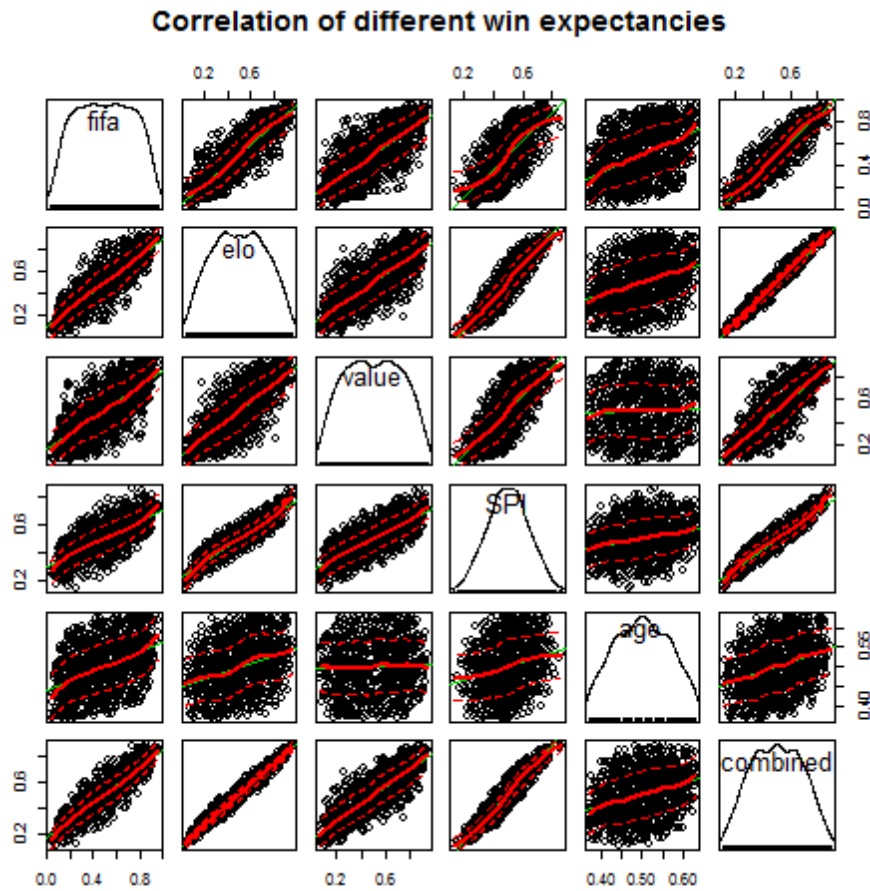 Correlation of different win expectancies
0.2 0.6 0.2 0.6 0.2 0.6
fifa
0.0 0.4 0.8
elo
0.2 0.6
value
0.2 0.6
SPI
0.2 0.6
age
0.40 0.55
combined
0.2 0.6
0.0 0.4 0.8 0.2 0.6 0.40 0.50 0.60